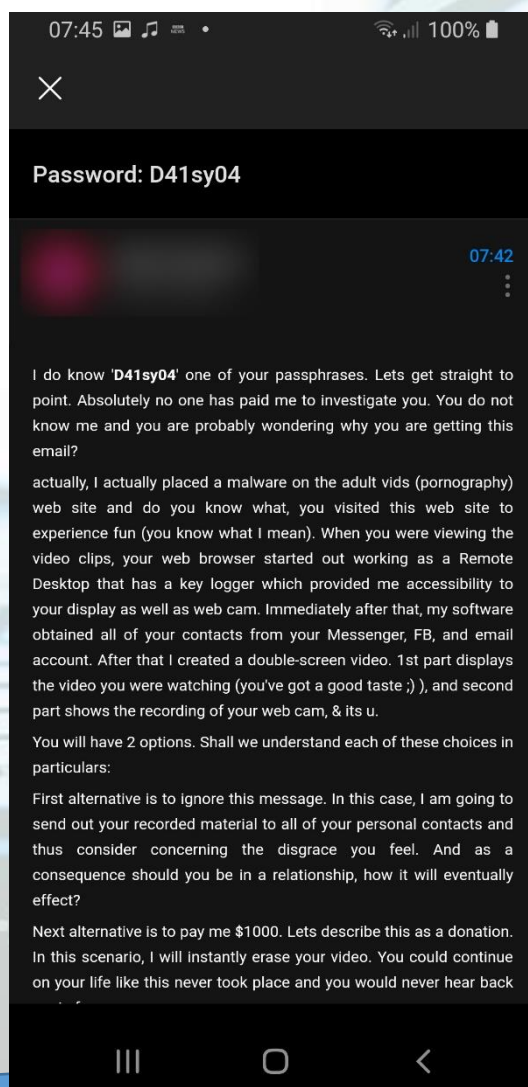 07:45
100%
Password: D41sy04
07:42
I do know 'D41sy04' one of your passphrases. Lets get straight to
point. Absolutely no one has paid me to investigate you. You do not
know me and you are probably wondering why you are getting this
email?
actually, I actually placed a malware on the adult vids (pornography)
web site and do you know what, you visited this web site to
experience fun (you know what I mean). When you were viewing the
video clips, your web browser started out working as a Remote
Desktop that has a key logger which provided me accessibility to
your display as well as web cam. Immediately after that, my software
obtained all of your contacts from your Messenger, FB, and email
account. After that I created a double-screen video. 1st part displays
the video you were watching (you've got a good taste ;) ), and second
part shows the recording of your web cam, & its u.
You will have 2 options. Shall we understand each of these choices in
particulars:
First alternative is to ignore this message. In this case, I am going to
send out your recorded material to all of your personal contacts and
thus consider concerning the disgrace you feel. And as a
consequence should you be in a relationship, how it will eventually
effect?
Next alternative is to pay me $1000. Lets describe this as a donation.
In this scenario, I will instantly erase your video. You could continue
on your life like this never took place and you would never hear back